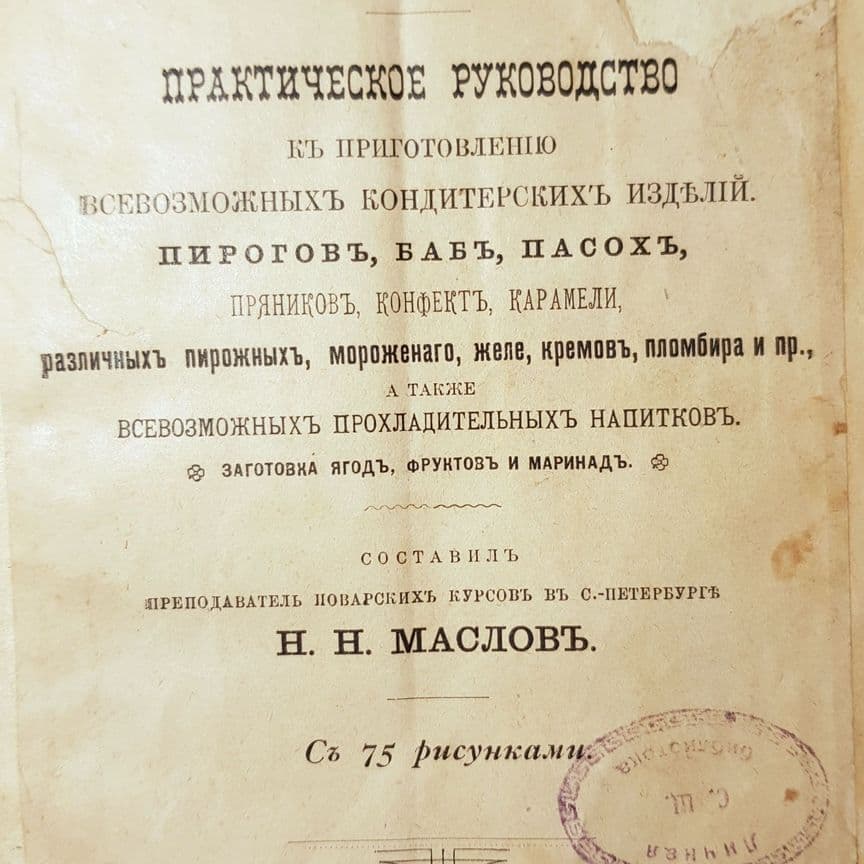 ПРАКТИЧЕСКОЕ РУКОВОДСТВО
КЪ ПРИГОТОВЛЕНІЮ
ВСЕВОЗМОЖНЫХЪ КОНДИТЕРСКИХЪ ИЗДѢЛІЙ.
ПИРОГОВЪ, БАБЪ, ПАСОХЪ,
ПРЯНИКОВЪ, КОНФЕКТЪ, КАРАМЕЛИ,
различныхъ пирожныхъ, мороженаго, желе, кремовъ, пломбира и пр.,
А ТАКЖЕ
ВСЕВОЗМОЖНЫХЪ ПРОХЛАДИТЕЛЬНЫХЪ НАПИТКОВЪ.
ЗАГОТОВКА ЯГОДЪ, ФРУКТОВЪ И МАРИНАДЪ.
СОСТАВИЛЪ
ПРЕПОДАВАТЕЛЬ ПОВАРСКИХЪ КУРСОВЪ ВЪ С.-ПЕТЕРБУРГѢ
Н. Н. МАСЛОВЪ.
Съ 75 рисунками.
Личная
С. Щ.
библиотека